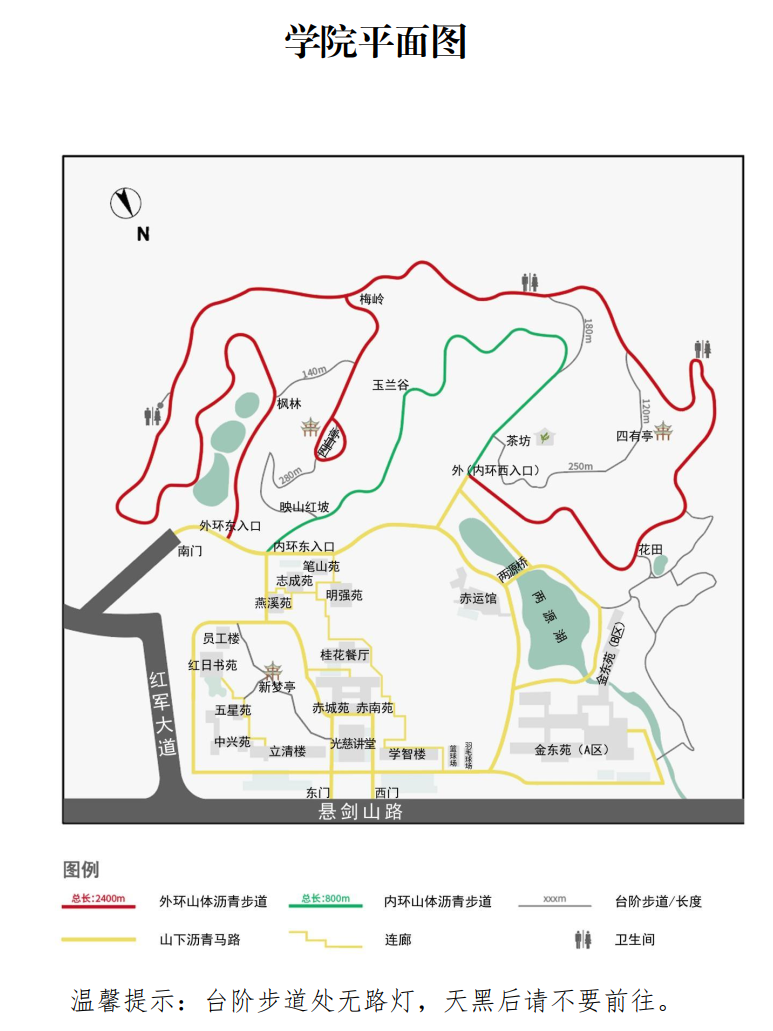 学院平面图
N
梅岭
180m
140m
玉兰谷
枫林
120m
四自亭
茶坊
四有亭
外（内环西入口）
250m
280m
映山红坡
外环东入口
南门
内环东入口
花田
笔山苑
两源桥
志成苑
明强苑
燕溪苑
赤运馆
两源湖
员工楼
金东苑（B区）
红日书苑
桂花餐厅
新梦亭
红军大道
五星苑
赤城苑
赤南苑
中兴苑
立清楼
光慈讲堂
学智楼
篮球场
羽毛球场
金东苑（A区）
东门
西门
悬剑山路
图例
总长:2400m 外环山体沥青步道 总长:800m 内环山体沥青步道 xxxm 台阶步道/长度
山下沥青马路 连廊 卫生间
温馨提示：台阶步道处无路灯，天黑后请不要前往。